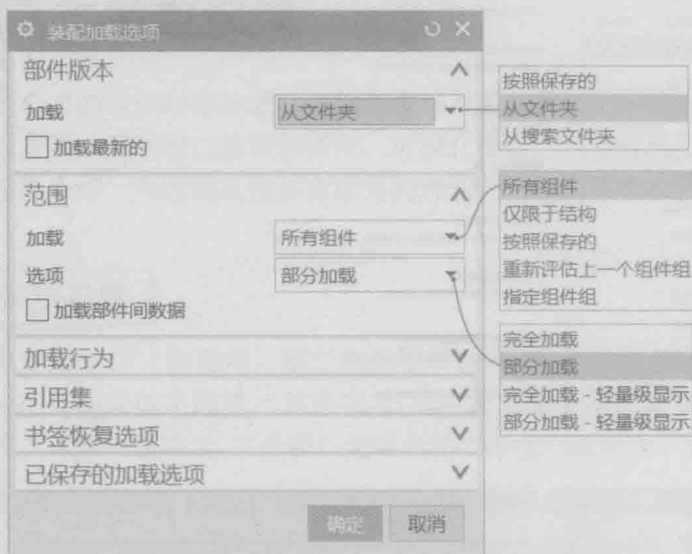 装配加载选项
部件版本
加载
从文件夹
加载最新的
范围
加载
所有组件
选项
部分加载
加载部件间数据
加载行为
引用集
书签恢复选项
已保存的加载选项
确定
取消
按照保存的
从文件夹
从搜索文件夹
所有组件
仅限于结构
按照保存的
重新评估上一个组件组
指定组件组
完全加载
部分加载
完全加载 - 轻量级显示
部分加载 - 轻量级显示